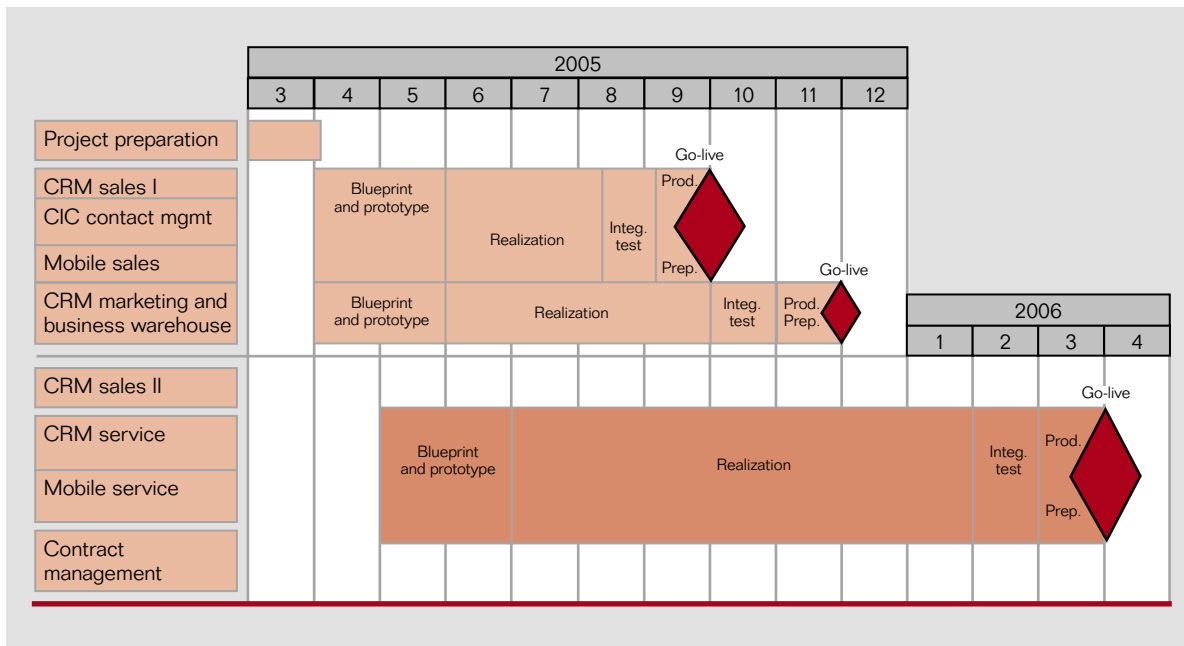 2005
3 4 5 6 7 8 9 10 11 12
Project preparation
Go-live
CRM sales I
CIC contact mgmt
Mobile sales
Blueprint
and prototype
Realization
Integ.
test
Prod.
Prep.
Go-live
CRM marketing and
business warehouse
Blueprint
and prototype
Realization
Integ.
test
Prod.
Prep.
2006
1 2 3 4
CRM sales II
Go-live
CRM service
Mobile service
Blueprint
and prototype
Realization
Integ.
test
Prod.
Prep.
Contract
management